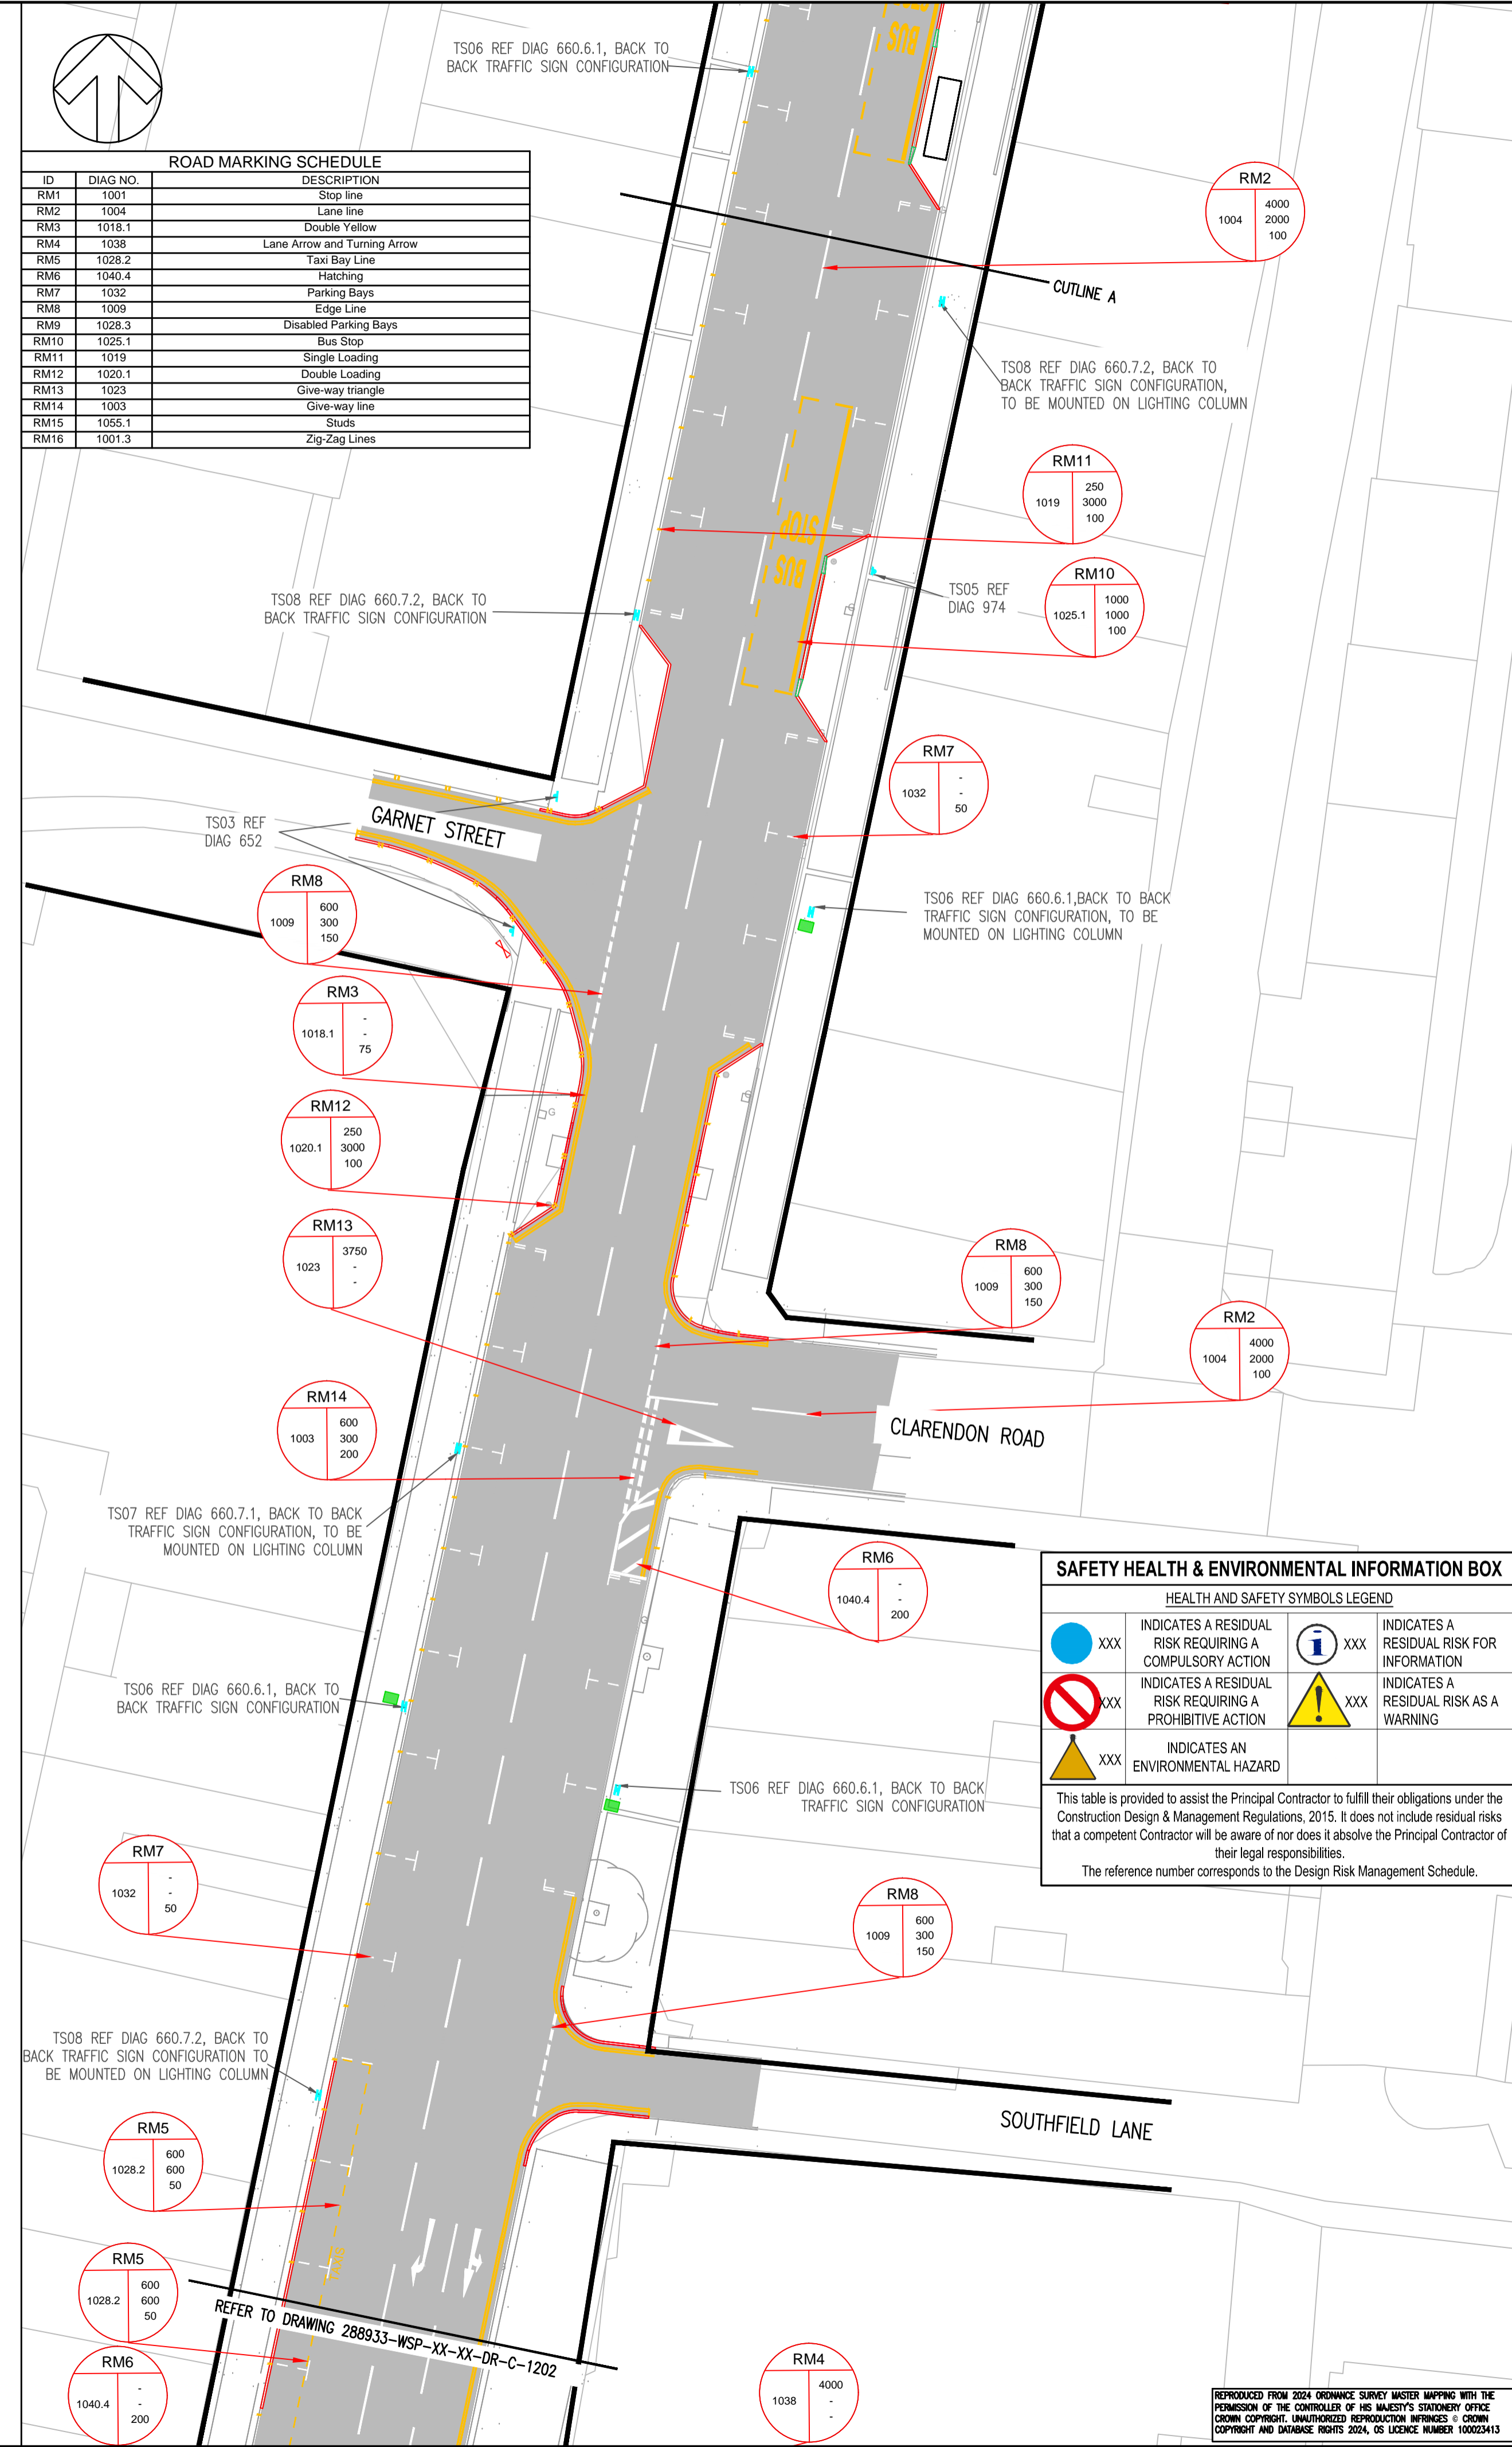 TS06 REF DIAG 660.6.1, BACK TO
BACK TRAFFIC SIGN CONFIGURATION
BUS
ROAD MARKING SCHEDULE
ID DIAG NO. DESCRIPTION
RM1 1001 Stop line
RM2 1004 Lane line
RM3 1018.1 Double Yellow
RM4 1038 Lane Arrow and Turning Arrow
RM5 1028.2 Taxi Bay Line
RM6 1040.4 Hatching
RM7 1032 Parking Bays
RM8 1009 Edge Line
RM9 1028.3 Disabled Parking Bays
RM10 1025.1 Bus Stop
RM11 1019 Single Loading
RM12 1020.1 Double Loading
RM13 1023 Give-way triangle
RM14 1003 Give-way line
RM15 1055.1 Studs
RM16 1001.3 Zig-Zag Lines
RM2
1004
4000
2000
100
CUTLINE A
TS08 REF DIAG 660.7.2, BACK TO
BACK TRAFFIC SIGN CONFIGURATION,
TO BE MOUNTED ON LIGHTING COLUMN
RM11
1019
250
3000
100
STOP
BUS
TS05 REF
DIAG 974
RM10
1025.1
1000
1000
100
TS08 REF DIAG 660.7.2, BACK TO
BACK TRAFFIC SIGN CONFIGURATION
RM7
1032
-
-
50
GARNET STREET
TS03 REF
DIAG 652
RM8
1009
600
300
150
TS06 REF DIAG 660.6.1,BACK TO BACK
TRAFFIC SIGN CONFIGURATION, TO BE
MOUNTED ON LIGHTING COLUMN
RM3
1018.1
-
-
75
RM12
1020.1
250
3000
100
G
RM13
1023
3750
-
-
RM8
1009
600
300
150
RM2
1004
4000
2000
100
RM14
1003
600
300
200
CLARENDON ROAD
TS07 REF DIAG 660.7.1, BACK TO BACK
TRAFFIC SIGN CONFIGURATION, TO BE
MOUNTED ON LIGHTING COLUMN
RM6
1040.4
-
-
200
SAFETY HEALTH & ENVIRONMENTAL INFORMATION BOX
HEALTH AND SAFETY SYMBOLS LEGEND
XXX INDICATES A RESIDUAL
RISK REQUIRING A
COMPULSORY ACTION
i XXX INDICATES A
RESIDUAL RISK FOR
INFORMATION
XXX INDICATES A RESIDUAL
RISK REQUIRING A
PROHIBITIVE ACTION
! XXX INDICATES A
RESIDUAL RISK AS A
WARNING
XXX INDICATES AN
ENVIRONMENTAL HAZARD
This table is provided to assist the Principal Contractor to fulfill their obligations under the
Construction Design & Management Regulations, 2015. It does not include residual risks
that a competent Contractor will be aware of nor does it absolve the Principal Contractor of
their legal responsibilities.
The reference number corresponds to the Design Risk Management Schedule.
TS06 REF DIAG 660.6.1, BACK TO
BACK TRAFFIC SIGN CONFIGURATION
TS06 REF DIAG 660.6.1, BACK TO BACK
TRAFFIC SIGN CONFIGURATION
RM7
1032
-
-
50
RM8
1009
600
300
150
TS08 REF DIAG 660.7.2, BACK TO
BACK TRAFFIC SIGN CONFIGURATION TO
BE MOUNTED ON LIGHTING COLUMN
SOUTHFIELD LANE
RM5
1028.2
600
600
50
RM5
1028.2
600
600
50
REFER TO DRAWING 288933-WSP-XX-XX-DR-C-1202
RM6
1040.4
-
-
200
RM4
1038
4000
-
-
REPRODUCED FROM 2024 ORDNANCE SURVEY MASTER MAPPING WITH THE
PERMISSION OF THE CONTROLLER OF HIS MAJESTY'S STATIONERY OFFICE
CROWN COPYRIGHT. UNAUTHORIZED REPRODUCTION INFRINGES © CROWN
COPYRIGHT AND DATABASE RIGHTS 2024, OS LICENCE NUMBER 100023413